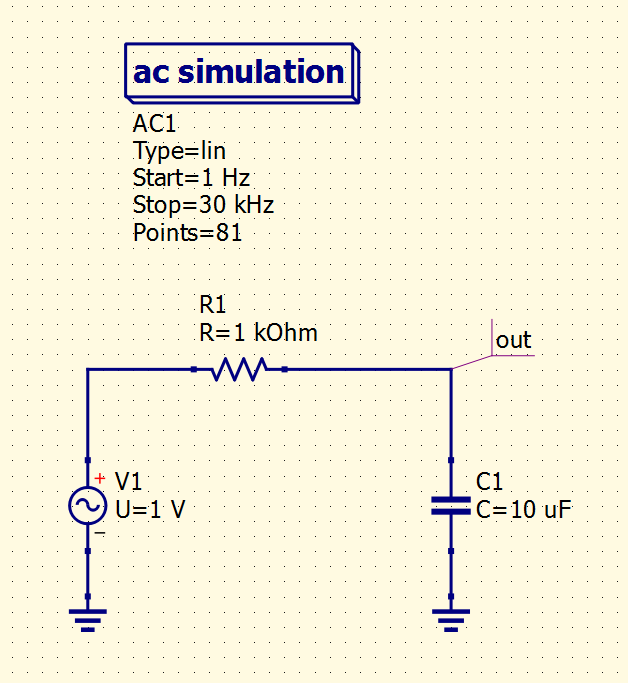 ac simulation
AC1
Type=lin
Start=1 Hz
Stop=30 kHz
Points=81
R1
R=1 kOhm
out
+
V1
U=1 V
−
C1
C=10 uF